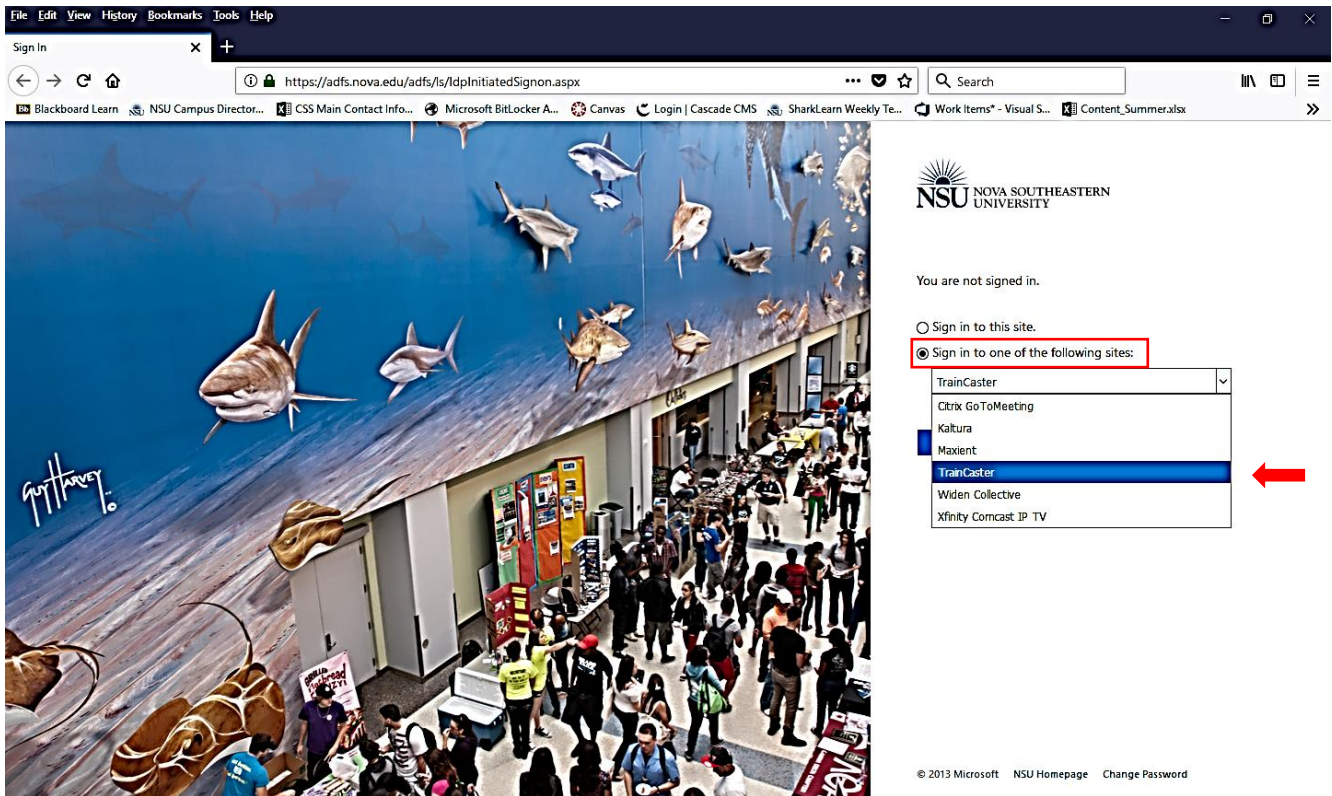 File Edit View History Bookmarks Tools Help
Sign In
https://adfs.nova.edu/adfs/ls/IdpInitiatedSignon.aspx
Search
Blackboard Learn NSU Campus Director... CSS Main Contact Info... Microsoft BitLocker A... Canvas Login | Cascade CMS SharkLearn Weekly Te... Work Items* - Visual S... Content_Summer.xlsx
NSU NOVA SOUTHEASTERN
UNIVERSITY
You are not signed in.
Sign in to this site.
Sign in to one of the following sites:
TrainCaster
Citrix GoToMeeting
Kaltura
Maxient
TrainCaster
Widen Collective
Xfinity Comcast IP TV
Guy Harvey
© 2013 Microsoft NSU Homepage Change Password